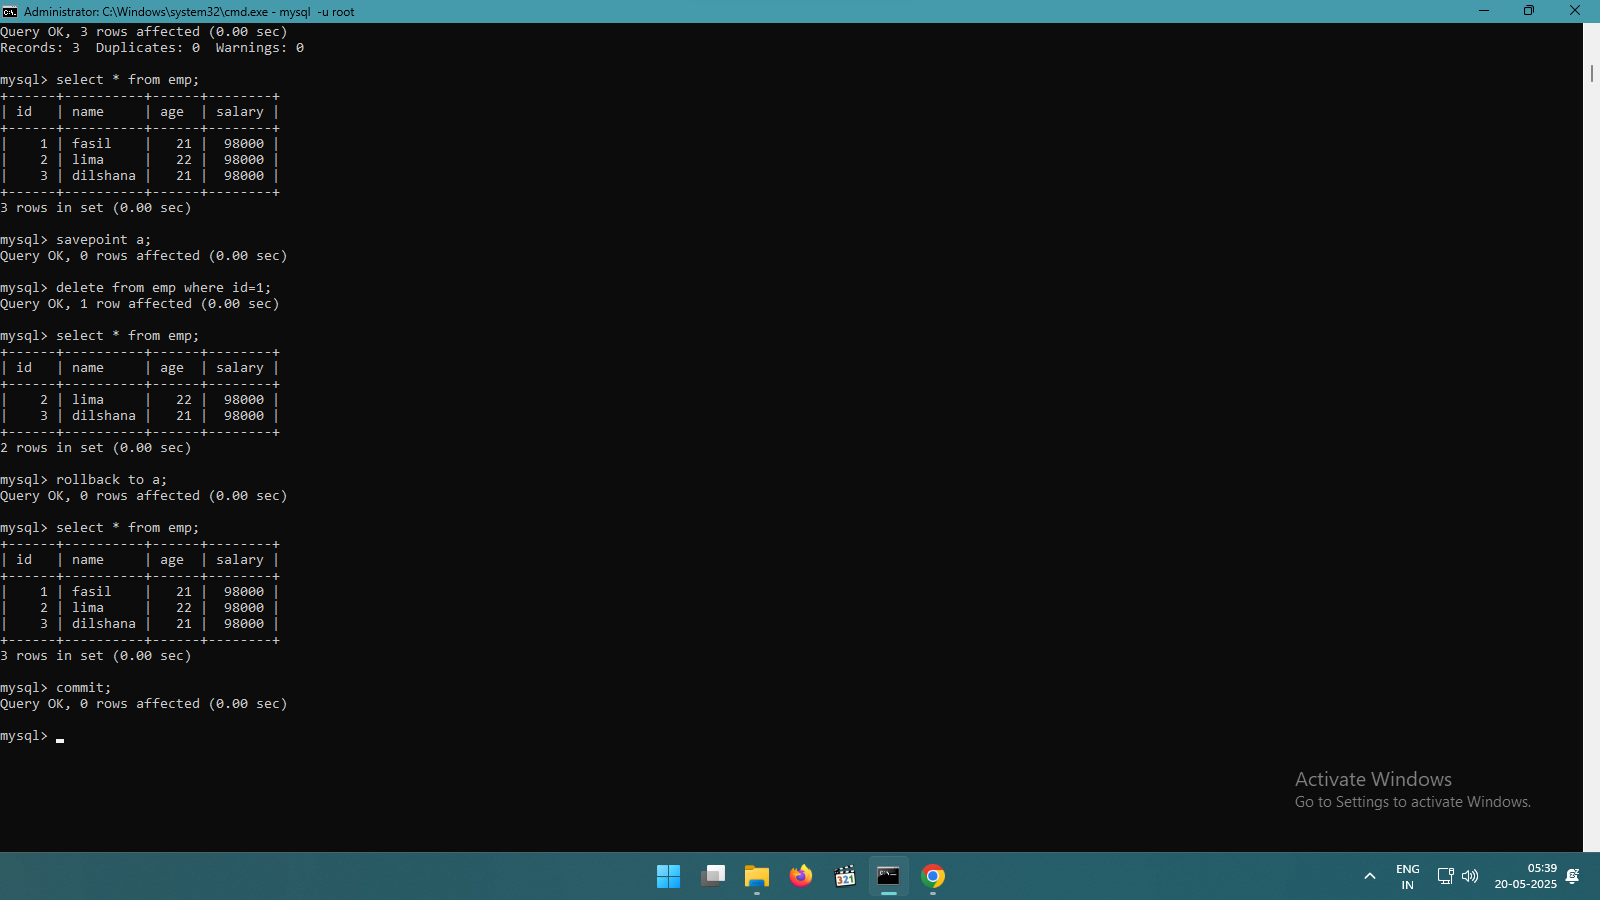 Administrator: C:\Windows\system32\cmd.exe - mysql  -u root
Query OK, 3 rows affected (0.00 sec)
Records: 3  Duplicates: 0  Warnings: 0
mysql> select * from emp;
+------+----------+------+--------+
| id   | name     | age  | salary |
+------+----------+------+--------+
|    1 | fasil    |   21 |  98000 |
|    2 | lima     |   22 |  98000 |
|    3 | dilshana |   21 |  98000 |
+------+----------+------+--------+
3 rows in set (0.00 sec)
mysql> savepoint a;
Query OK, 0 rows affected (0.00 sec)
mysql> delete from emp where id=1;
Query OK, 1 row affected (0.00 sec)
mysql> select * from emp;
+------+----------+------+--------+
| id   | name     | age  | salary |
+------+----------+------+--------+
|    2 | lima     |   22 |  98000 |
|    3 | dilshana |   21 |  98000 |
+------+----------+------+--------+
2 rows in set (0.00 sec)
mysql> rollback to a;
Query OK, 0 rows affected (0.00 sec)
mysql> select * from emp;
+------+----------+------+--------+
| id   | name     | age  | salary |
+------+----------+------+--------+
|    1 | fasil    |   21 |  98000 |
|    2 | lima     |   22 |  98000 |
|    3 | dilshana |   21 |  98000 |
+------+----------+------+--------+
3 rows in set (0.00 sec)
mysql> commit;
Query OK, 0 rows affected (0.00 sec)
mysql>
Activate Windows
Go to Settings to activate Windows.
321
ENG
IN
05:39
20-05-2025